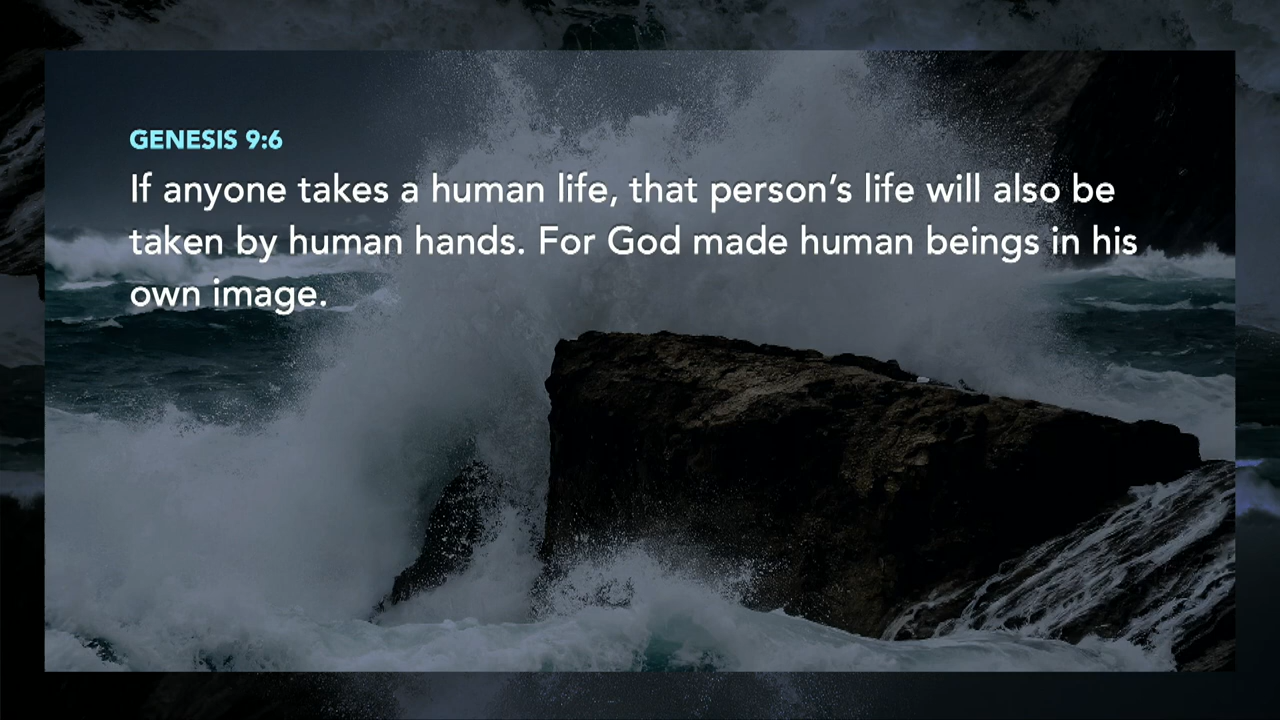 GENESIS 9:6
If anyone takes a human life, that person’s life will also be
taken by human hands. For God made human beings in his
own image.